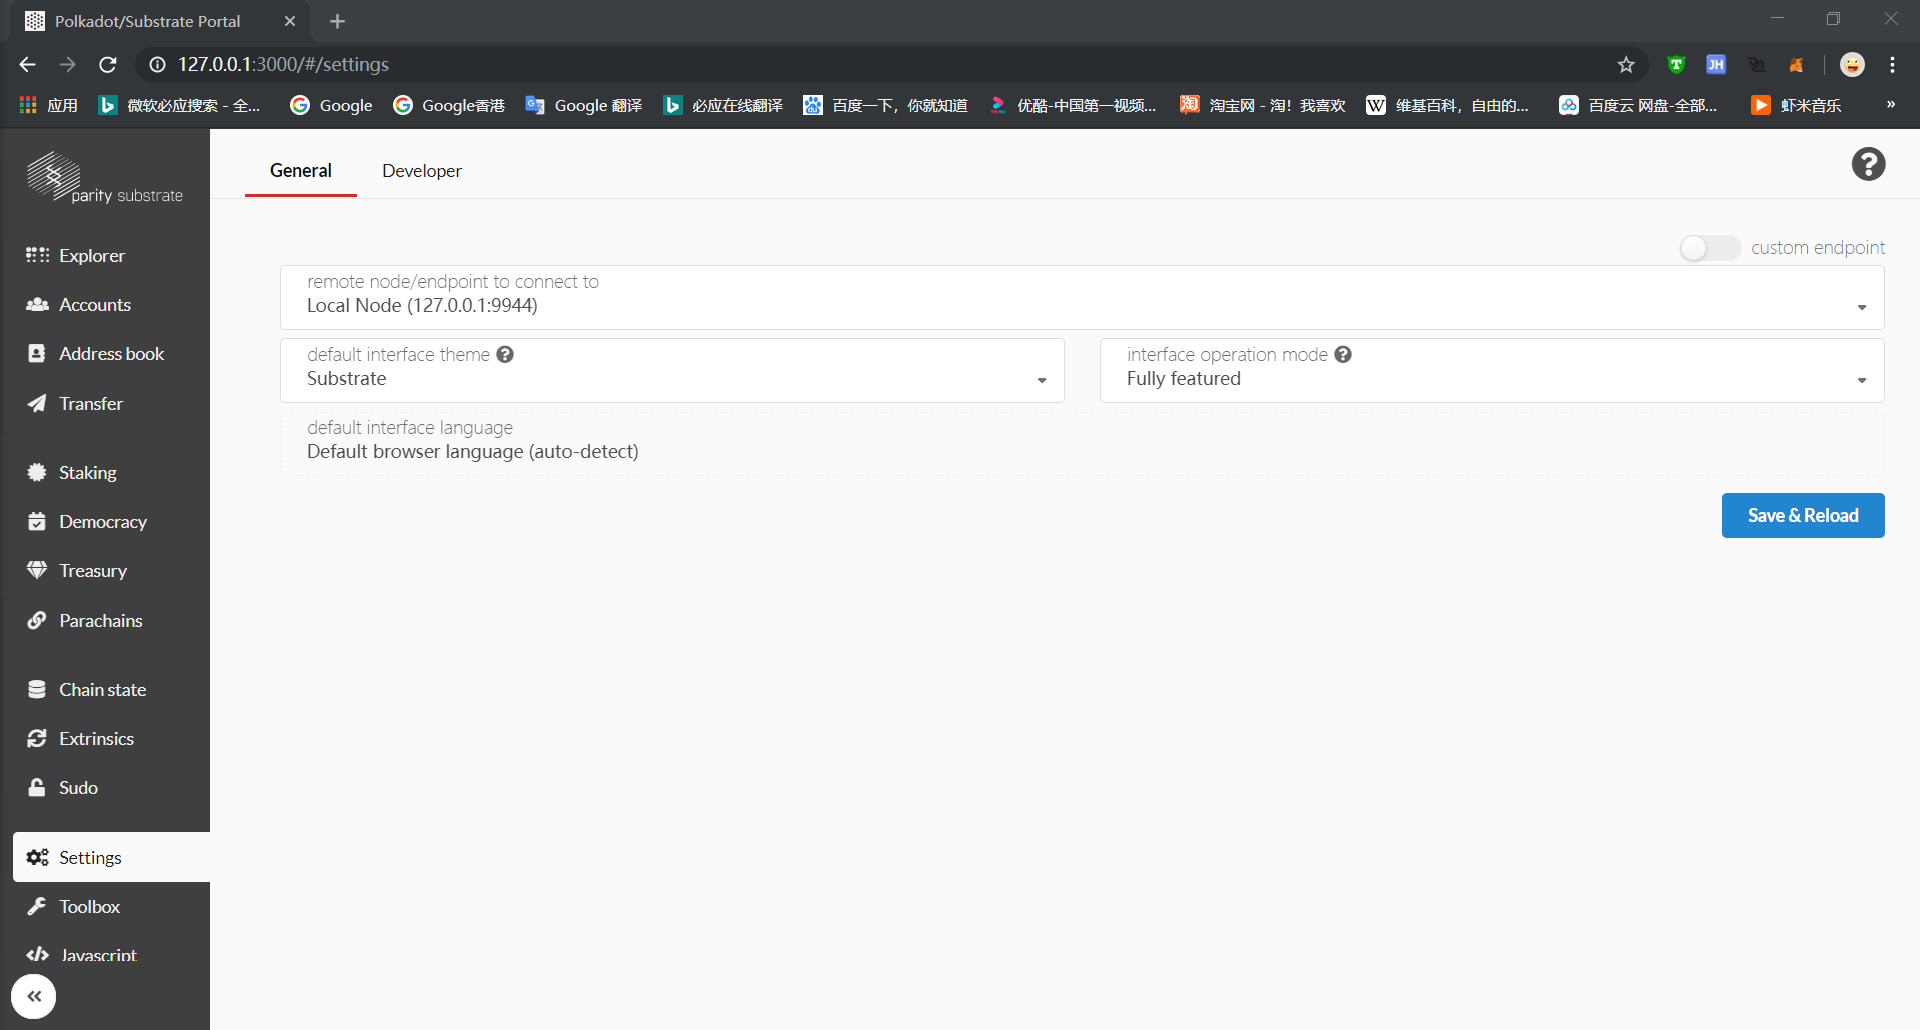 Polkadot/Substrate Portal
127.0.0.1:3000/#/settings
应用
微软必应搜索 - 全...
Google
Google香港
Google 翻译
必应在线翻译
百度一下，你就知道
优酷-中国第一视频...
淘宝网 - 淘！我喜欢
维基百科，自由的...
百度云 网盘-全部...
虾米音乐
»
parity substrate
General
Developer
Explorer
Accounts
Address book
Transfer
Staking
Democracy
Treasury
Parachains
Chain state
Extrinsics
Sudo
Settings
Toolbox
Javascript
custom endpoint
remote node/endpoint to connect to
Local Node (127.0.0.1:9944)
default interface theme
Substrate
interface operation mode
Fully featured
default interface language
Default browser language (auto-detect)
Save & Reload